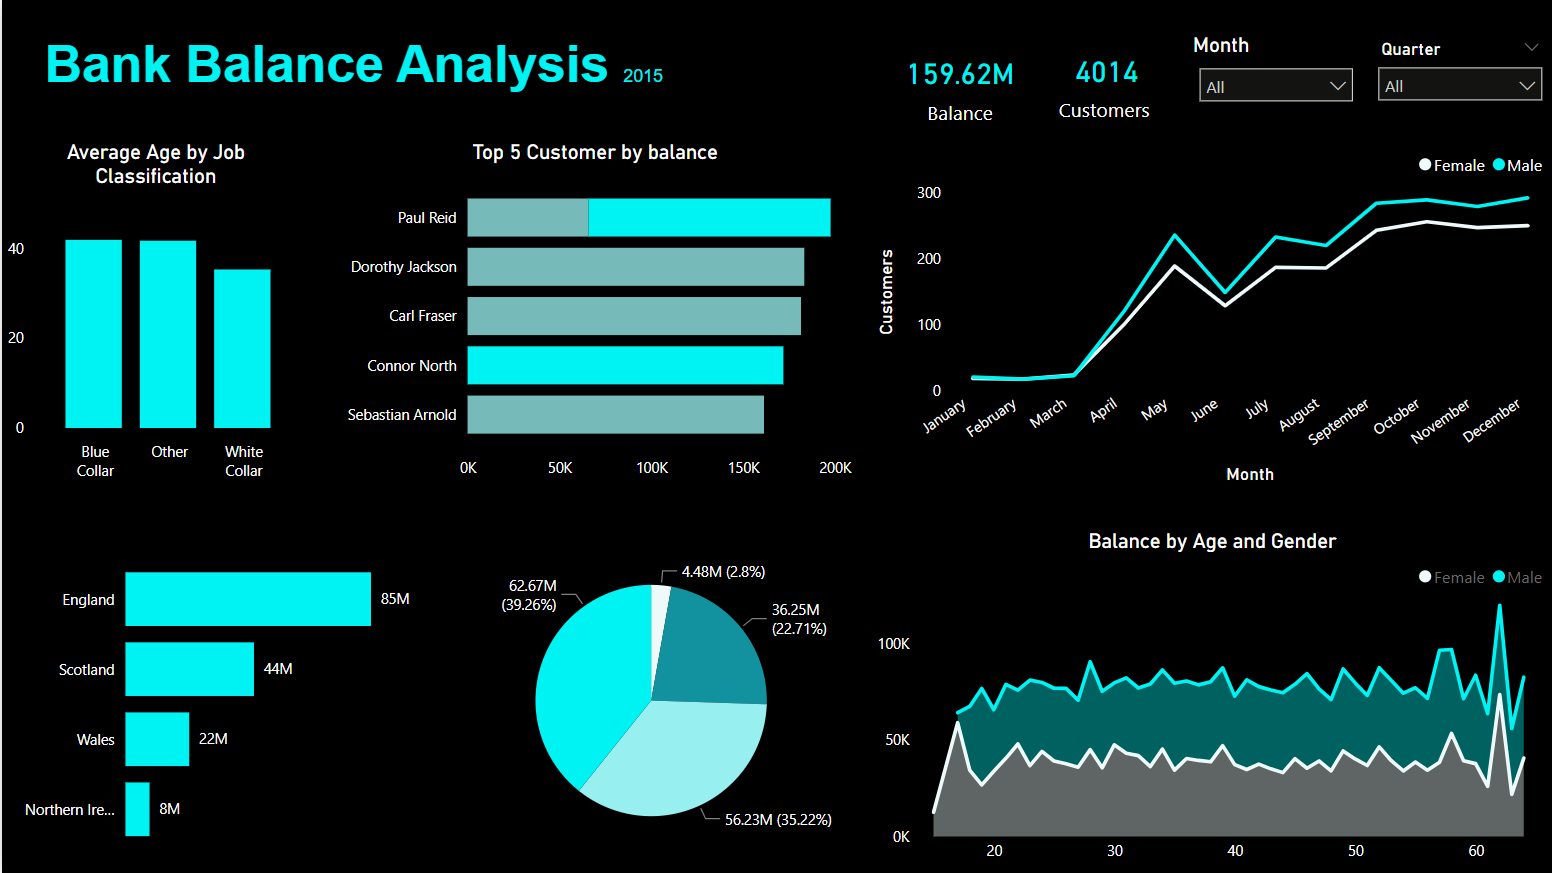 Bank Balance Analysis 2015
159.62M
Balance
4014
Customers
Month
All
Quarter
All
Average Age by Job
Classification
40
20
0
Blue
Collar
Other
White
Collar
Top 5 Customer by balance
Paul Reid
Dorothy Jackson
Carl Fraser
Connor North
Sebastian Arnold
0K
50K
100K
150K
200K
Female
Male
Customers
300
200
100
0
January
February
March
April
May
June
July
August
September
October
November
December
Month
England
85M
Scotland
44M
Wales
22M
Northern Ire...
8M
4.48M (2.8%)
36.25M
(22.71%)
56.23M (35.22%)
62.67M
(39.26%)
Balance by Age and Gender
Female
Male
100K
50K
0K
20
30
40
50
60